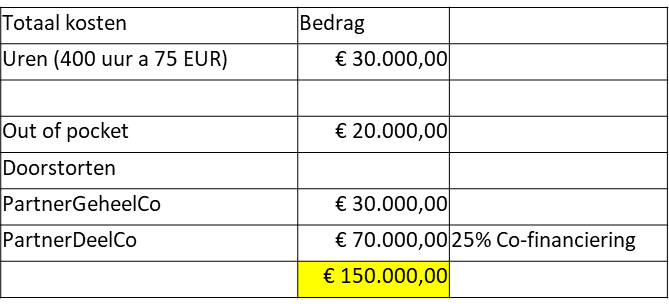 Totaal kosten Bedrag
Uren (400 uur a 75 EUR) € 30.000,00
Out of pocket € 20.000,00
Doorstorten
PartnerGeheelCo € 30.000,00
PartnerDeelCo € 70.000,00 25% Co-financiering
€ 150.000,00